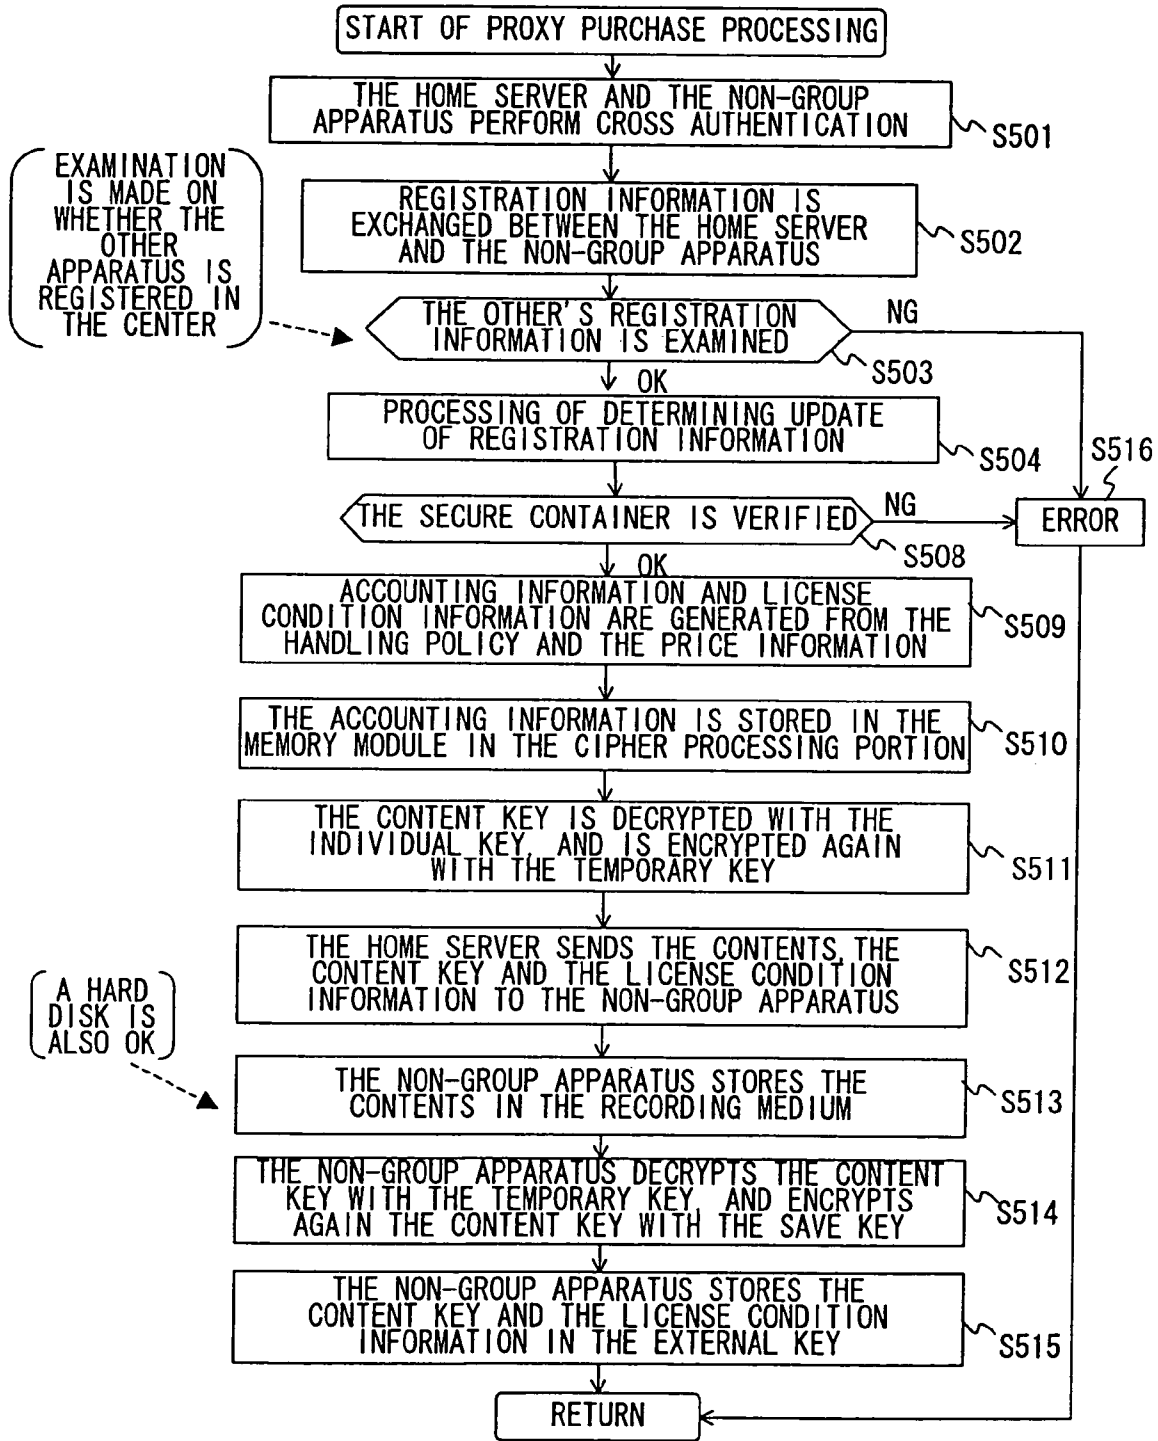 START OF PROXY PURCHASE PROCESSING
THE HOME SERVER AND THE NON-GROUP
APPARATUS PERFORM CROSS AUTHENTICATION
S501
EXAMINATION
IS MADE ON
WHETHER THE
OTHER
APPARATUS IS
REGISTERED IN
THE CENTER
REGISTRATION INFORMATION IS
EXCHANGED BETWEEN THE HOME SERVER
AND THE NON-GROUP APPARATUS
S502
THE OTHER'S REGISTRATION
INFORMATION IS EXAMINED
NG
S503
OK
PROCESSING OF DETERMINING UPDATE
OF REGISTRATION INFORMATION
S504
S516
THE SECURE CONTAINER IS VERIFIED
NG
ERROR
S508
OK
ACCOUNTING INFORMATION AND LICENSE
CONDITION INFORMATION ARE GENERATED FROM THE
HANDLING POLICY AND THE PRICE INFORMATION
S509
THE ACCOUNTING INFORMATION IS STORED IN THE
MEMORY MODULE IN THE CIPHER PROCESSING PORTION
S510
THE CONTENT KEY IS DECRYPTED WITH THE
INDIVIDUAL KEY, AND IS ENCRYPTED AGAIN
WITH THE TEMPORARY KEY
S511
THE HOME SERVER SENDS THE CONTENTS, THE
CONTENT KEY AND THE LICENSE CONDITION
INFORMATION TO THE NON-GROUP APPARATUS
S512
A HARD
DISK IS
ALSO OK
THE NON-GROUP APPARATUS STORES THE
CONTENTS IN THE RECORDING MEDIUM
S513
THE NON-GROUP APPARATUS DECRYPTS THE CONTENT
KEY WITH THE TEMPORARY KEY, AND ENCRYPTS
AGAIN THE CONTENT KEY WITH THE SAVE KEY
S514
THE NON-GROUP APPARATUS STORES THE
CONTENT KEY AND THE LICENSE CONDITION
INFORMATION IN THE EXTERNAL KEY
S515
RETURN